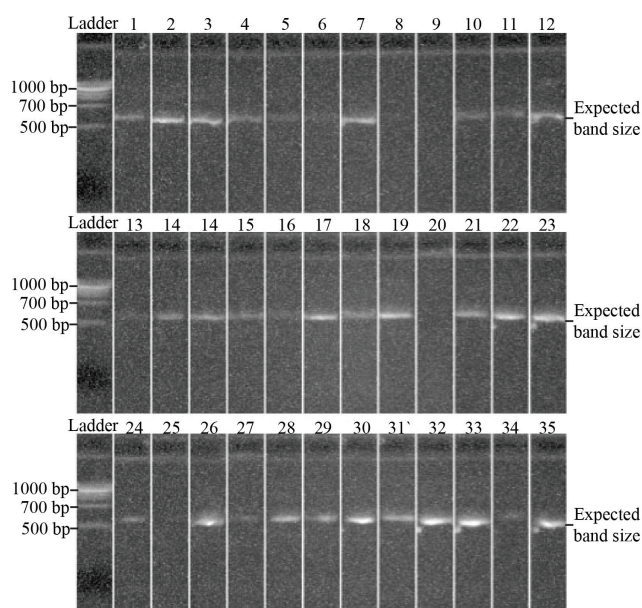 Ladder 1 2 3 4 5 6 7 8 9 10 11 12
1000 bp
700 bp
500 bp
Expected
band size
Ladder 13 14 14 15 16 17 18 19 20 21 22 23
1000 bp
700 bp
500 bp
Expected
band size
24 25 26 27 28 29 30 31` 32 33 34 35
Ladder
1000 bp
700 bp
500 bp
Expected
band size